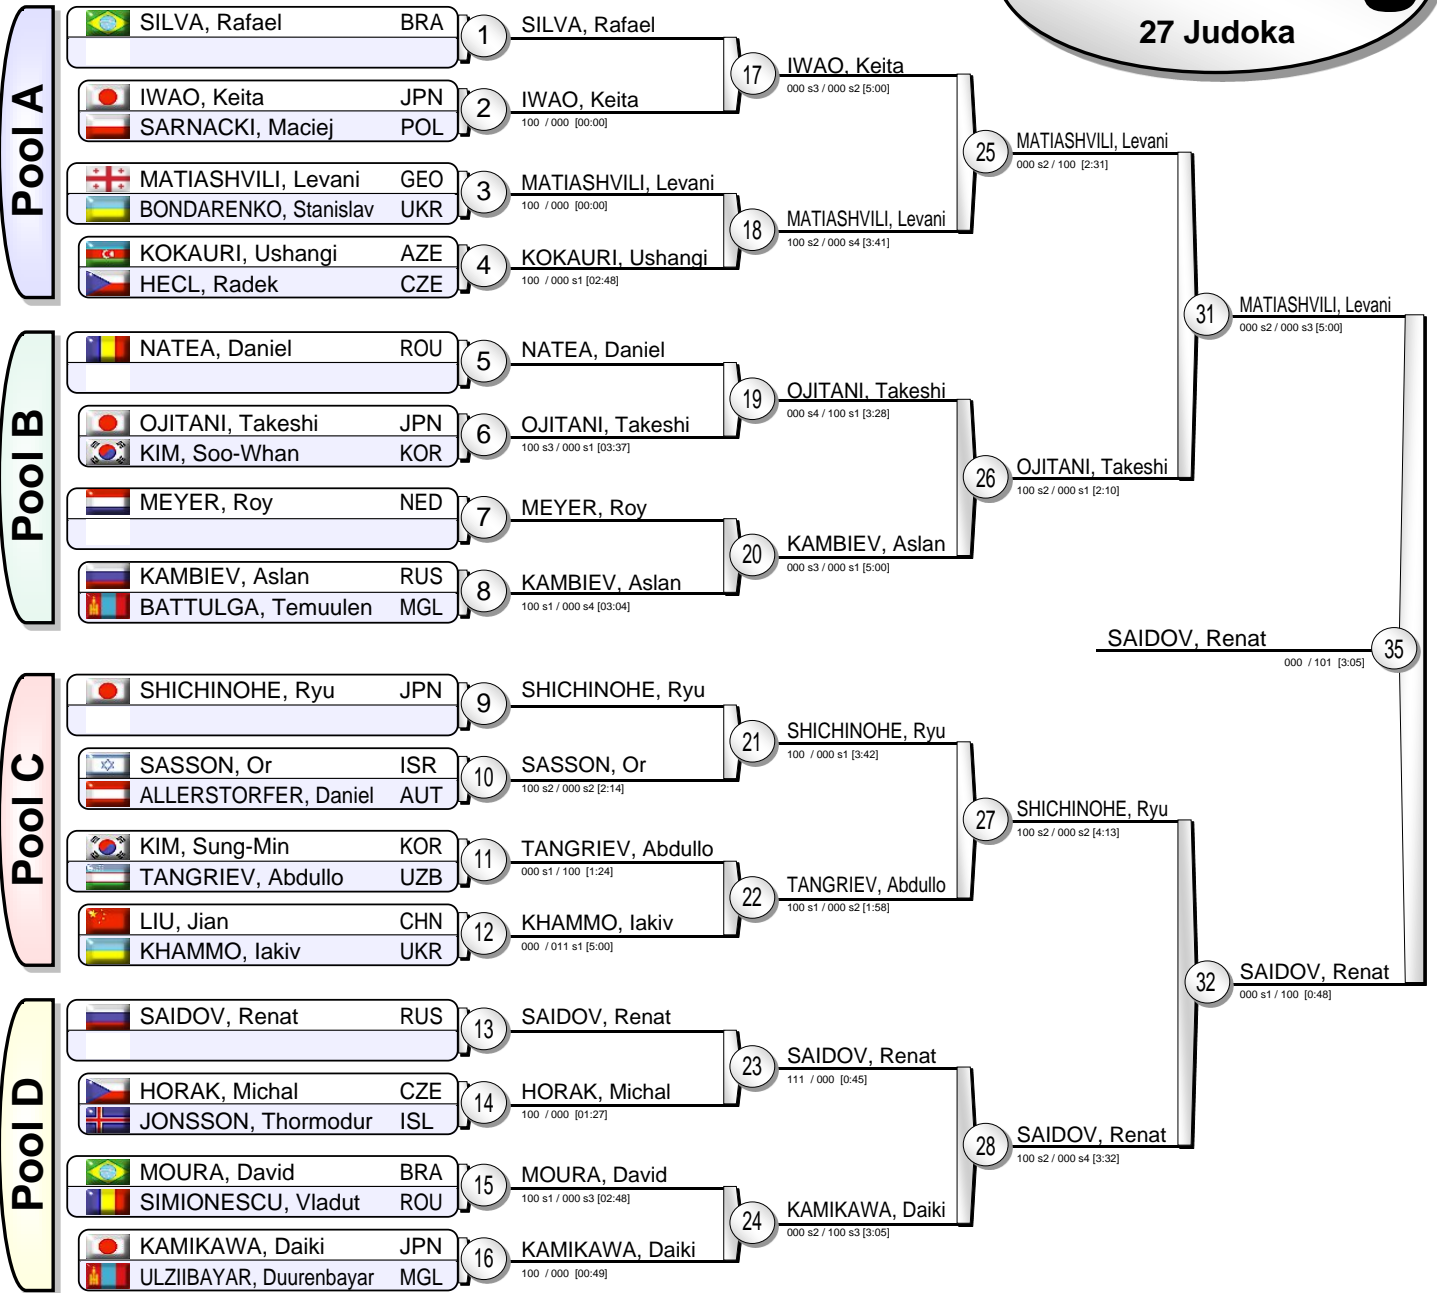 27 Judoka
Pool A
SILVA, Rafael BRA
1
IWAO, Keita JPN
SARNACKI, Maciej POL
2
MATIASHVILI, Levani GEO
BONDARENKO, Stanislav UKR
3
KOKAURI, Ushangi AZE
HECL, Radek CZE
4
Pool B
NATEA, Daniel ROU
5
OJITANI, Takeshi JPN
KIM, Soo-Whan KOR
6
MEYER, Roy NED
7
KAMBIEV, Aslan RUS
BATTULGA, Temuulen MGL
8
Pool C
SHICHINOHE, Ryu JPN
9
SASSON, Or ISR
ALLERSTORFER, Daniel AUT
10
KIM, Sung-Min KOR
TANGRIEV, Abdullo UZB
11
LIU, Jian CHN
KHAMMO, Iakiv UKR
12
Pool D
SAIDOV, Renat RUS
13
HORAK, Michal CZE
JONSSON, Thormodur ISL
14
MOURA, David BRA
SIMIONESCU, Vladut ROU
15
KAMIKAWA, Daiki JPN
ULZIIBAYAR, Duurenbayar MGL
16
SILVA, Rafael
IWAO, Keita
100 / 000 [00:00]
17
MATIASHVILI, Levani
100 / 000 [00:00]
KOKAURI, Ushangi
100 / 000 s1 [02:48]
18
NATEA, Daniel
OJITANI, Takeshi
100 s3 / 000 s1 [03:37]
19
MEYER, Roy
KAMBIEV, Aslan
100 s1 / 000 s4 [03:04]
20
SHICHINOHE, Ryu
SASSON, Or
100 s2 / 000 s2 [2:14]
21
TANGRIEV, Abdullo
000 s1 / 100 [1:24]
KHAMMO, Iakiv
000 / 011 s1 [5:00]
22
SAIDOV, Renat
HORAK, Michal
100 / 000 [01:27]
23
MOURA, David
100 s1 / 000 s3 [02:48]
KAMIKAWA, Daiki
100 / 000 [00:49]
24
IWAO, Keita
000 s3 / 000 s2 [5:00]
MATIASHVILI, Levani
100 s2 / 000 s4 [3:41]
25
OJITANI, Takeshi
000 s4 / 100 s1 [3:28]
KAMBIEV, Aslan
000 s3 / 000 s1 [5:00]
26
SHICHINOHE, Ryu
100 / 000 s1 [3:42]
TANGRIEV, Abdullo
100 s1 / 000 s2 [1:58]
27
SAIDOV, Renat
111 / 000 [0:45]
KAMIKAWA, Daiki
000 s2 / 100 s3 [3:05]
28
MATIASHVILI, Levani
000 s2 / 100 [2:31]
OJITANI, Takeshi
100 s2 / 000 s1 [2:10]
31
SHICHINOHE, Ryu
100 s2 / 000 s2 [4:13]
SAIDOV, Renat
100 s2 / 000 s4 [3:32]
32
MATIASHVILI, Levani
000 s2 / 000 s3 [5:00]
SAIDOV, Renat
000 s1 / 100 [0:48]
SAIDOV, Renat
000 / 101 [3:05]
35